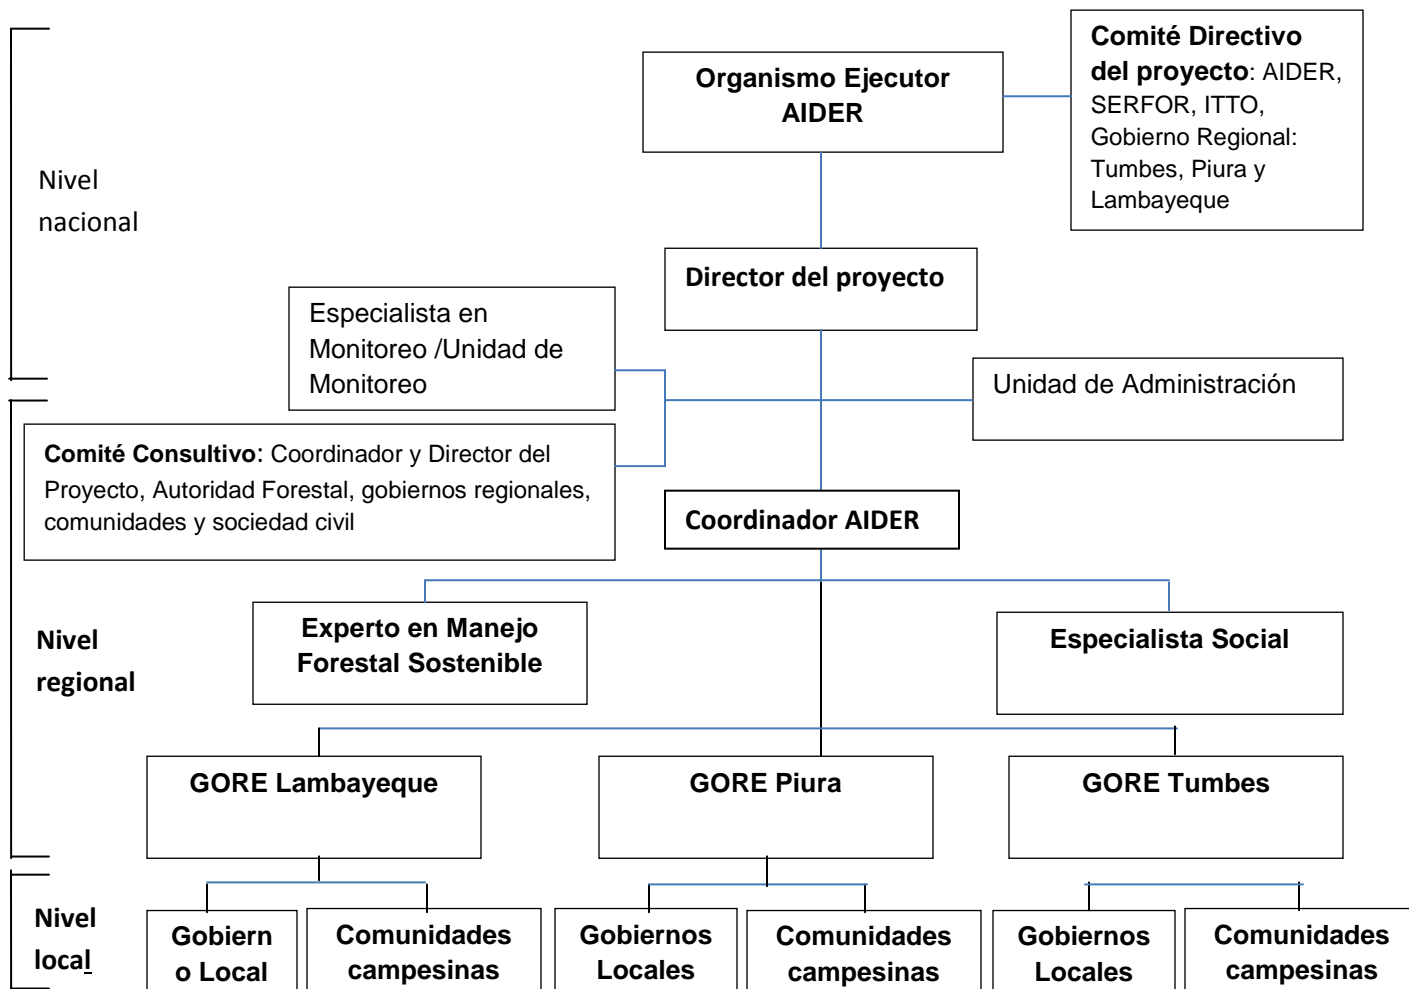 Organismo Ejecutor
AIDER
Comité Directivo
del proyecto: AIDER,
SERFOR, ITTO,
Gobierno Regional:
Tumbes, Piura y
Lambayeque
Nivel
nacional
Director del proyecto
Especialista en
Monitoreo /Unidad de
Monitoreo
Unidad de Administración
Comité Consultivo: Coordinador y Director del
Proyecto, Autoridad Forestal, gobiernos regionales,
comunidades y sociedad civil
Coordinador AIDER
Nivel
regional
Experto en Manejo
Forestal Sostenible
Especialista Social
GORE Lambayeque
GORE Piura
GORE Tumbes
Nivel
local
Gobiern
o Local
Comunidades
campesinas
Gobiernos
Locales
Comunidades
campesinas
Gobiernos
Locales
Comunidades
campesinas